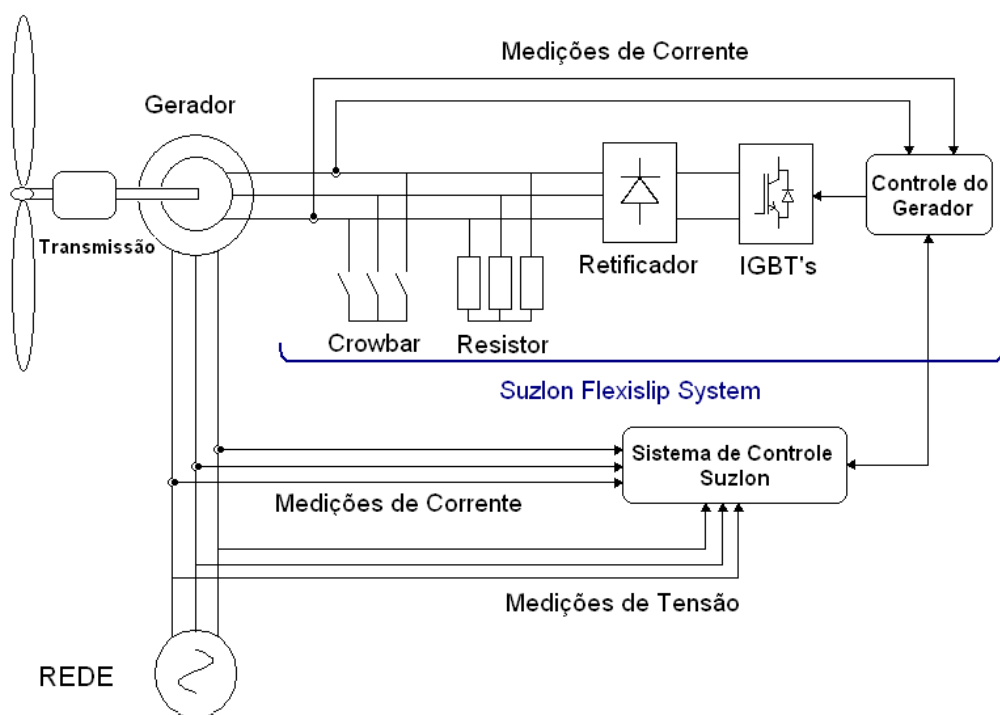 Medições de Corrente
Gerador
Controle do
Gerador
Transmissão
Retificador
IGBT's
Crowbar
Resistor
Suzlon Flexislip System
Sistema de Controle
Suzlon
Medições de Corrente
Medições de Tensão
REDE